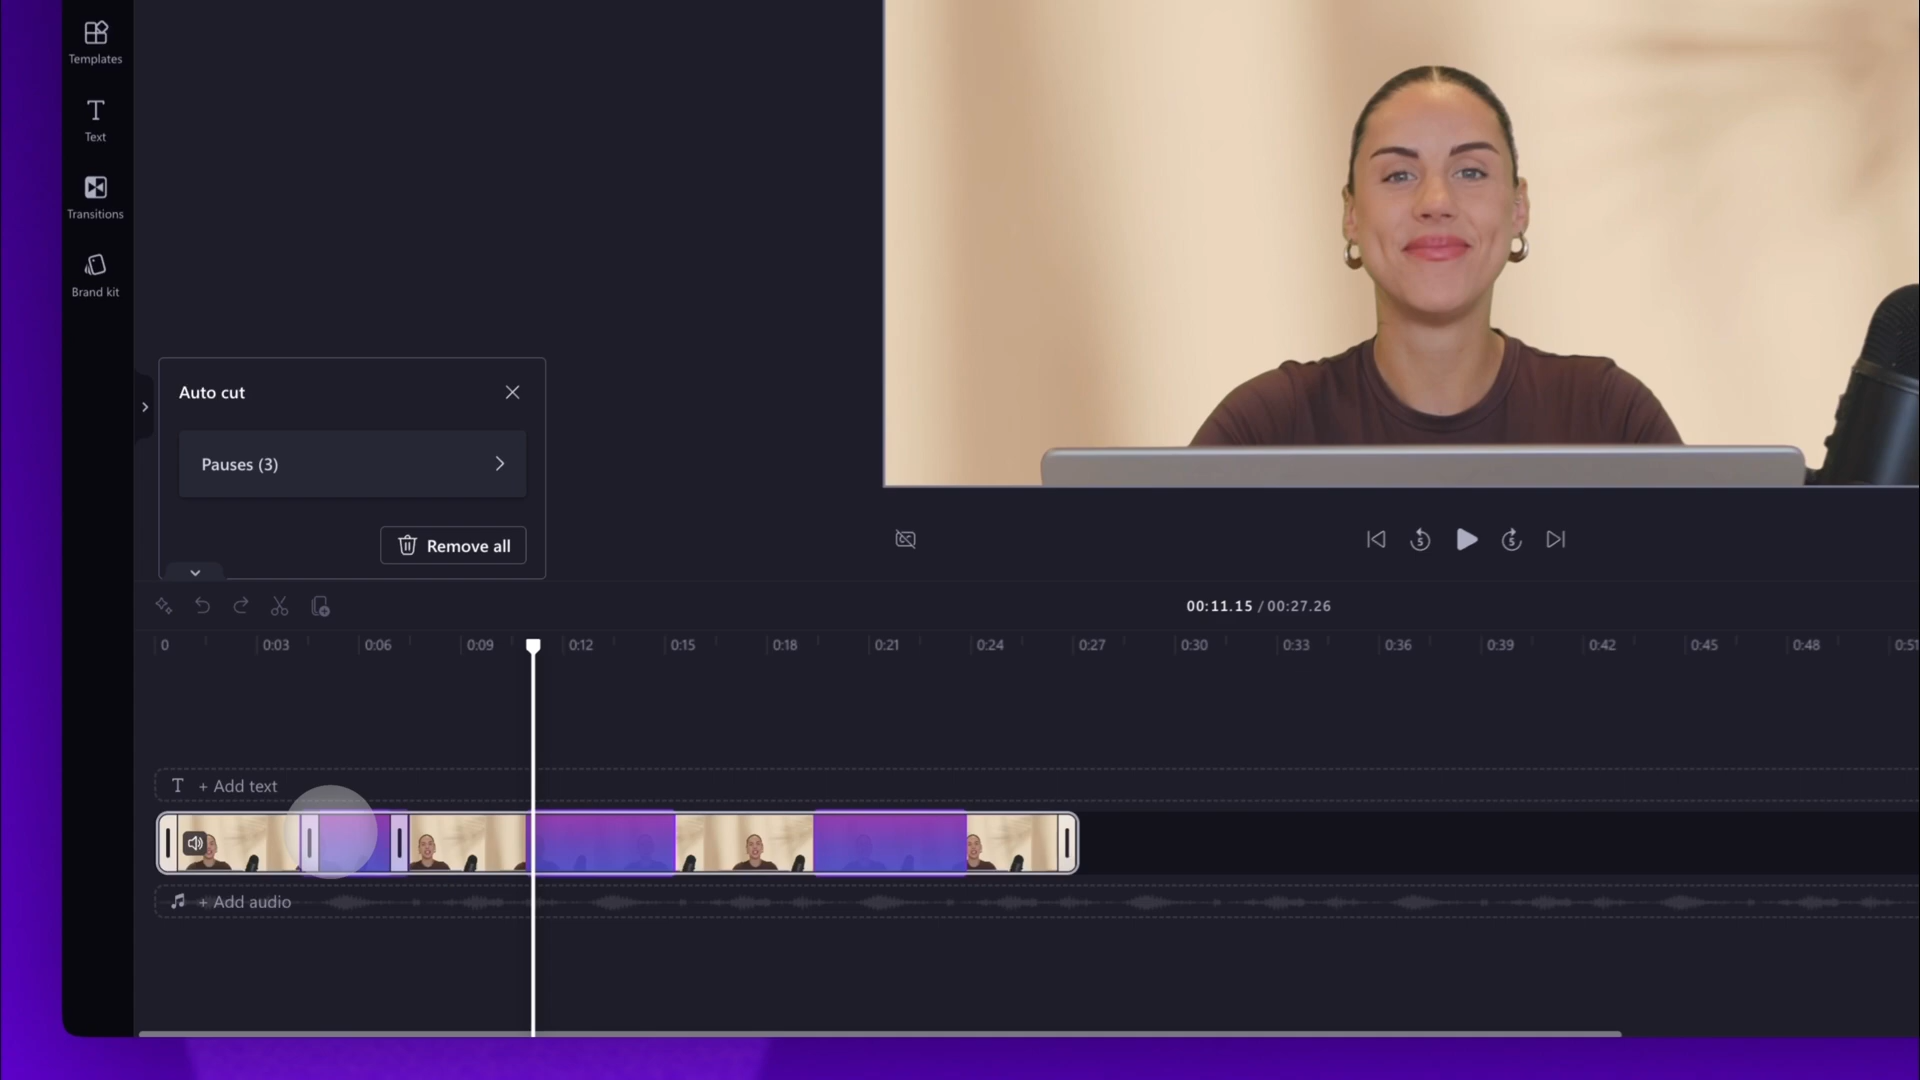 Templates
Text
Transitions
Brand kit
Auto cut
Pauses (3)
Remove all
00:11.15 / 00:27.26
0 0:03 0:06 0:09 0:12 0:15 0:18 0:21 0:24 0:27 0:30 0:33 0:36 0:39 0:42 0:45 0:48 0:51
T + Add text
+ Add audio